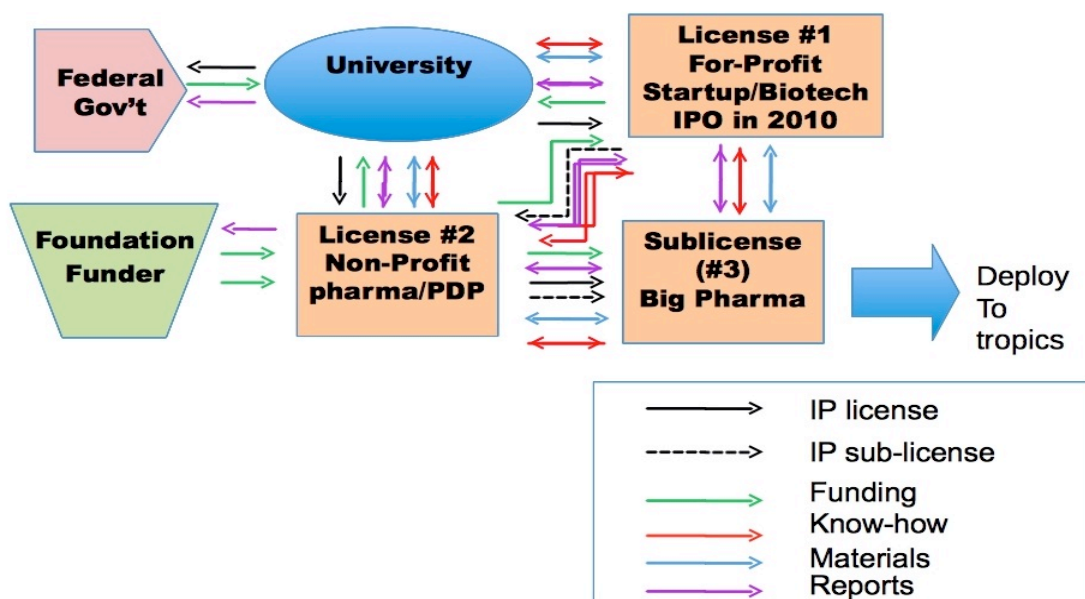 Federal
Gov't
University
License #1
For-Profit
Startup/Biotech
IPO in 2010
Foundation
Funder
License #2
Non-Profit
pharma/PDP
Sublicense
(#3)
Big Pharma
Deploy
To
tropics
IP license
IP sub-license
Funding
Know-how
Materials
Reports